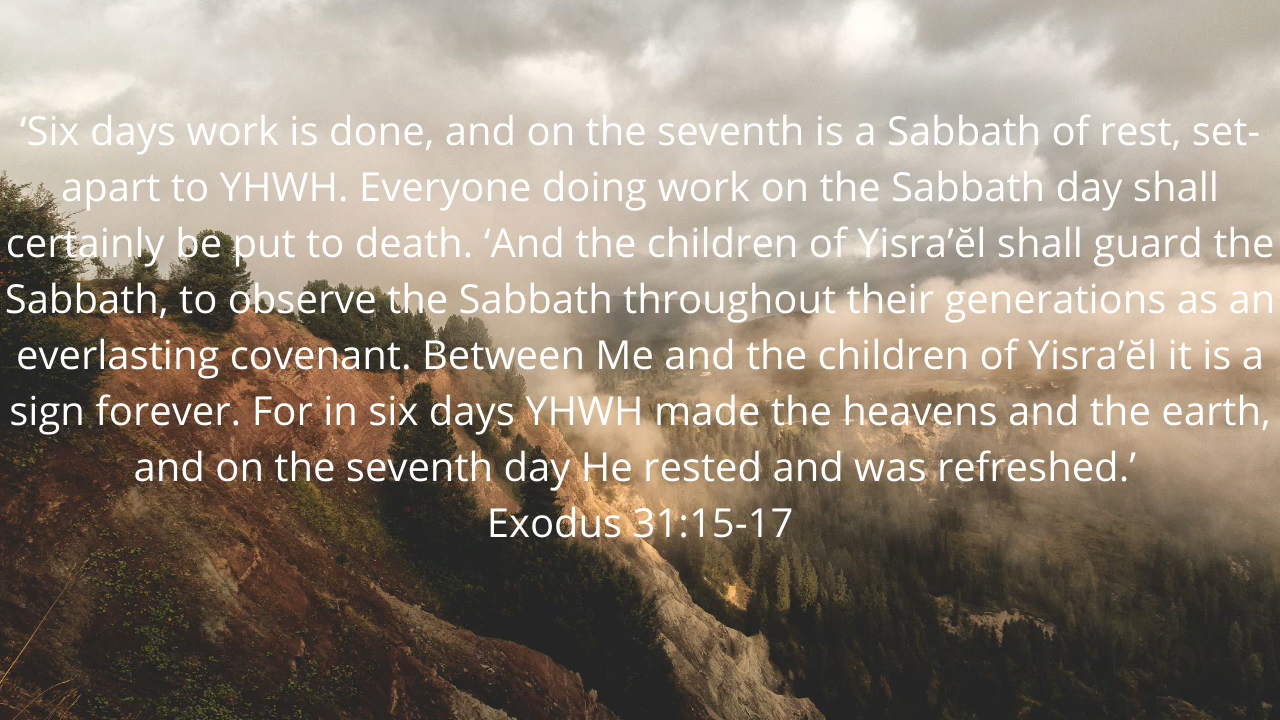 ‘Six days work is done, and on the seventh is a Sabbath of rest, set-
apart to YHWH. Everyone doing work on the Sabbath day shall
certainly be put to death. ‘And the children of Yisra’ĕl shall guard the
Sabbath, to observe the Sabbath throughout their generations as an
everlasting covenant. Between Me and the children of Yisra’ĕl it is a
sign forever. For in six days YHWH made the heavens and the earth,
and on the seventh day He rested and was refreshed.’
Exodus 31:15-17